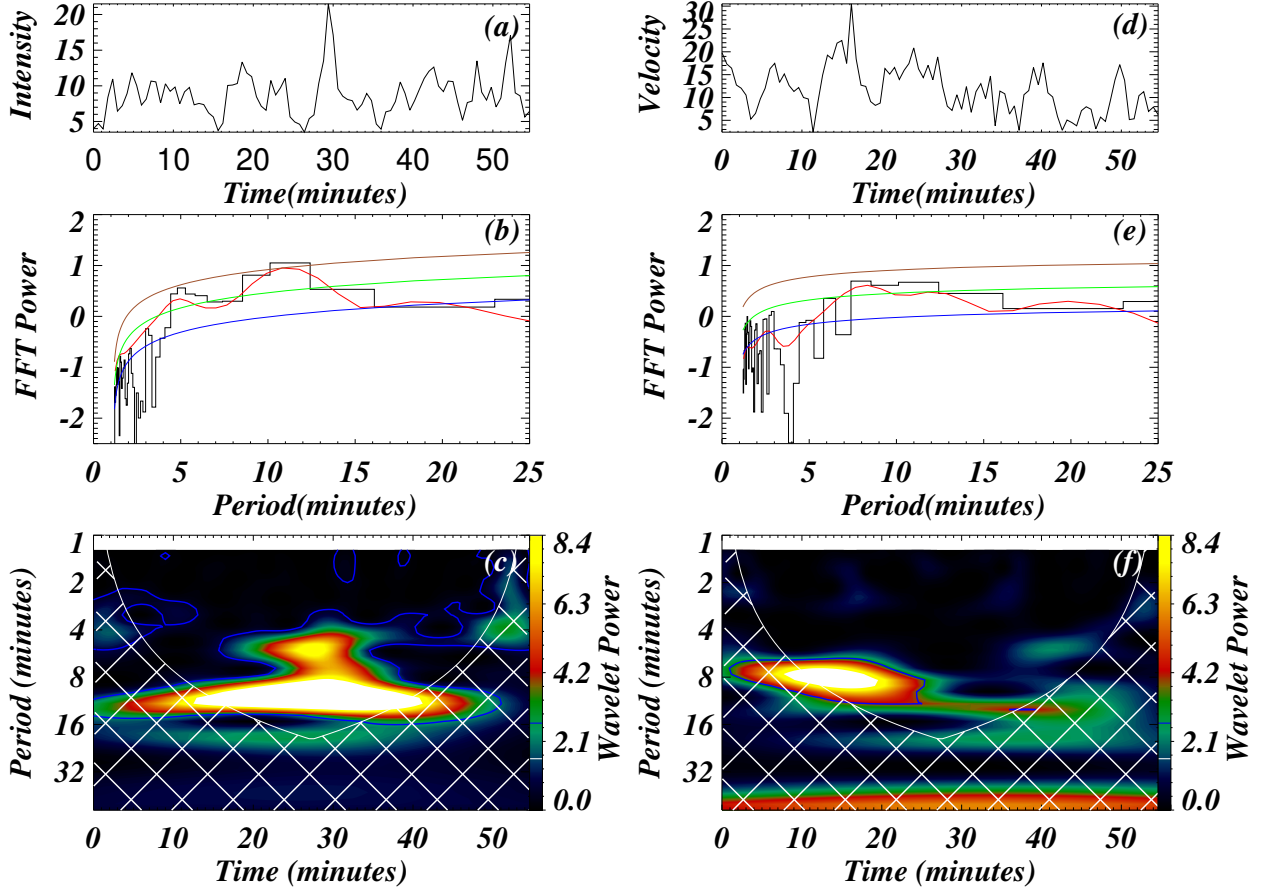 20
15
10
5
Intensity
(a)
0 10 20 30 40 50
Time(minutes)
30
25
20
15
10
5
Velocity
(d)
0 10 20 30 40 50
Time(minutes)
2
1
0
-1
-2
FFT Power
(b)
0 5 10 15 20 25
Period(minutes)
2
1
0
-1
-2
FFT Power
(e)
0 5 10 15 20 25
Period(minutes)
1
2
4
8
16
32
Period (minutes)
(c)
0 10 20 30 40 50
Time (minutes)
8.4
6.3
4.2
2.1
0.0
Wavelet Power
1
2
4
8
16
32
Period (minutes)
(f)
0 10 20 30 40 50
Time (minutes)
8.4
6.3
4.2
2.1
0.0
Wavelet Power